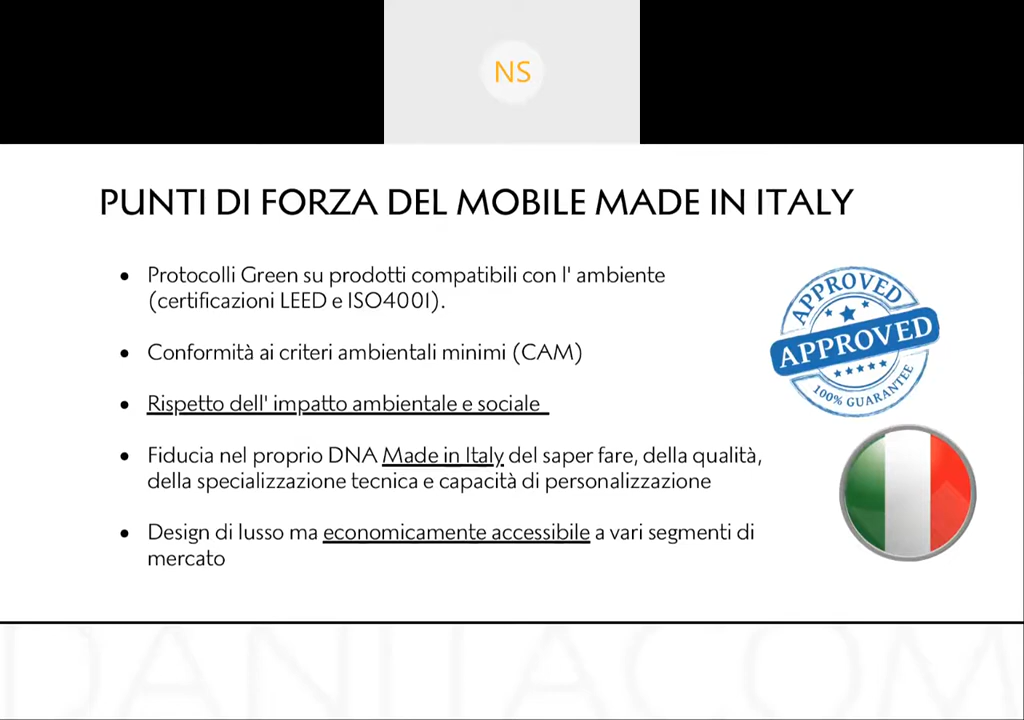 NS
PUNTI DI FORZA DEL MOBILE MADE IN ITALY
• Protocolli Green su prodotti compatibili con l' ambiente
(certificazioni LEED e ISO4001).
• Conformità ai criteri ambientali minimi (CAM)
• Rispetto dell' impatto ambientale e sociale
• Fiducia nel proprio DNA Made in Italy del saper fare, della qualità,
della specializzazione tecnica e capacità di personalizzazione
• Design di lusso ma economicamente accessibile a vari segmenti di
mercato
APPROVED
APPROVED
100% GUARANTEE
DANITACOM